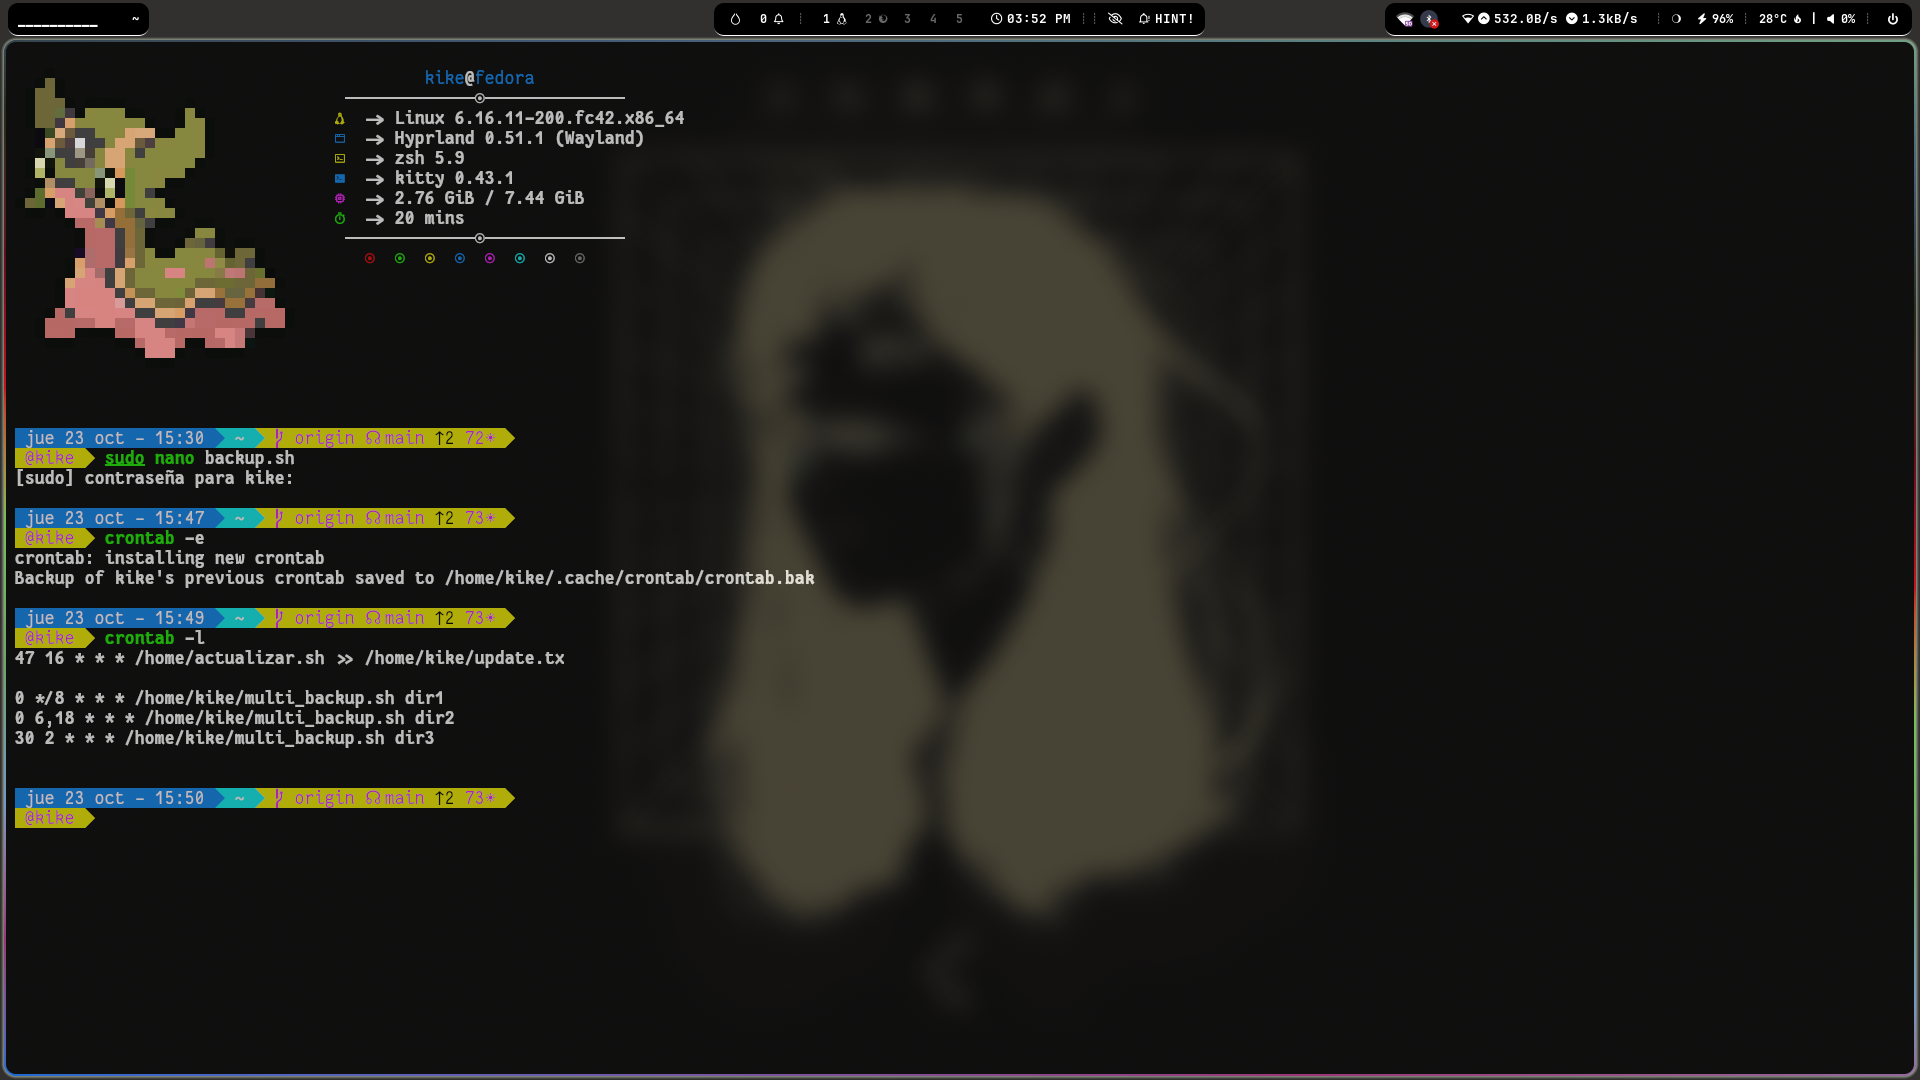 __________ ~
0 1 2 3 4 5 03:52 PM HINT! 532.0B/s 1.3kB/s 96% 28°C 0%
kike@fedora
Linux 6.16.11-200.fc42.x86_64
Hyprland 0.51.1 (Wayland)
zsh 5.9
kitty 0.43.1
2.76 GiB / 7.44 GiB
20 mins
jue 23 oct - 15:30 ~ origin main ↑2 72*
@kike sudo nano backup.sh
[sudo] contraseña para kike:
jue 23 oct - 15:47 ~ origin main ↑2 73*
@kike crontab -e
crontab: installing new crontab
Backup of kike's previous crontab saved to /home/kike/.cache/crontab/crontab.bak
jue 23 oct - 15:49 ~ origin main ↑2 73*
@kike crontab -l
47 16 * * * /home/actualizar.sh >> /home/kike/update.tx
0 */8 * * * /home/kike/multi_backup.sh dir1
0 6,18 * * * /home/kike/multi_backup.sh dir2
30 2 * * * /home/kike/multi_backup.sh dir3
jue 23 oct - 15:50 ~ origin main ↑2 73*
@kike